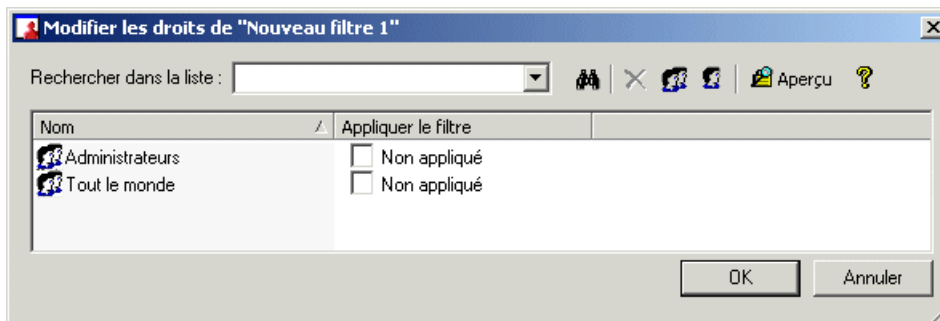 Modifier les droits de "Nouveau filtre 1"
Rechercher dans la liste : Aperçu
Nom Appliquer le filtre
Administrateurs Non appliqué
Tout le monde Non appliqué
OK Annuler